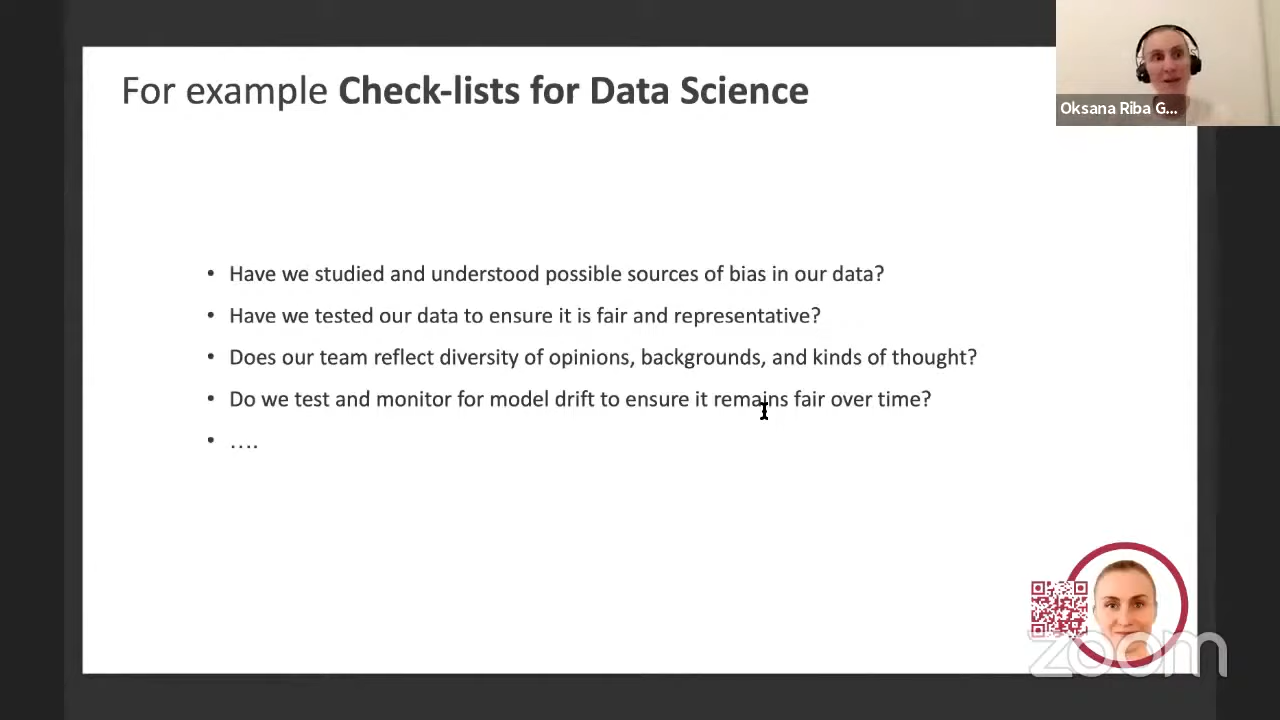 For example Check-lists for Data Science
Oksana Riba G...
• Have we studied and understood possible sources of bias in our data?
• Have we tested our data to ensure it is fair and representative?
• Does our team reflect diversity of opinions, backgrounds, and kinds of thought?
• Do we test and monitor for model drift to ensure it remains fair over time?
• ....
zoom